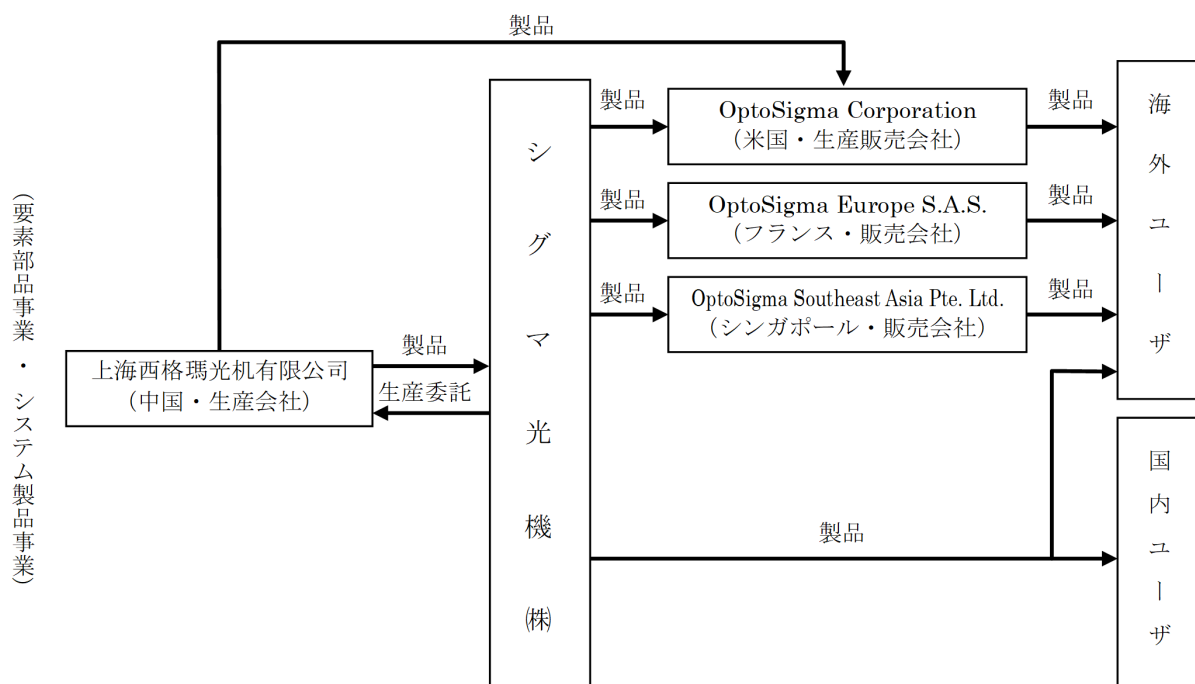 製品
(要素部品事業・システム製品事業)
上海西格瑪光机有限公司
（中国・生産会社）
製品
生産委託
シグマ光機㈱
製品
OptoSigma Corporation
（米国・生産販売会社）
製品
製品
OptoSigma Europe S.A.S.
（フランス・販売会社）
製品
製品
OptoSigma Southeast Asia Pte. Ltd.
（シンガポール・販売会社）
製品
製品
海外ユーザ
国内ユーザ